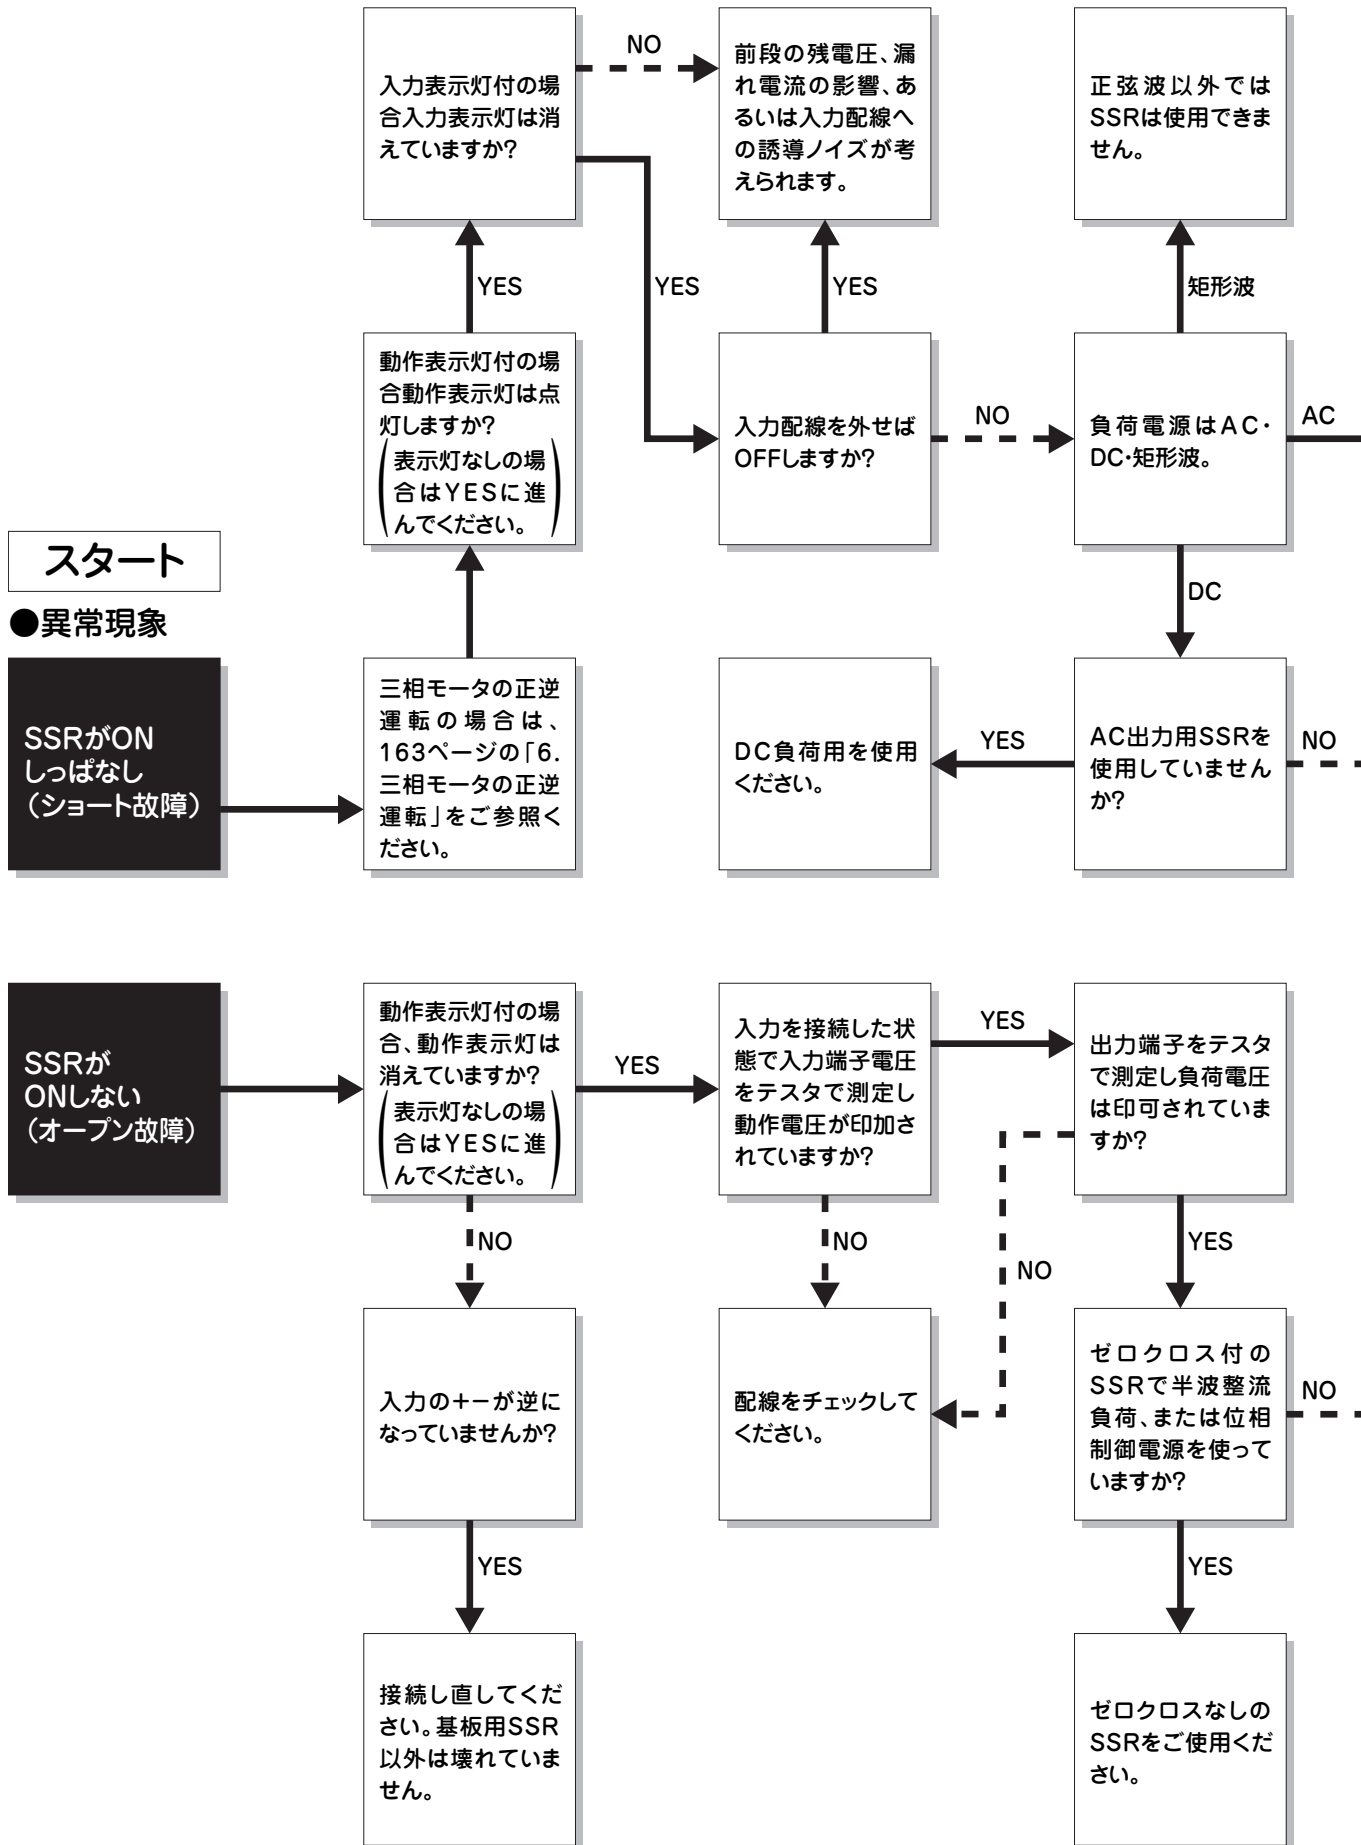 入力表示灯付の場
合入力表示灯は消
えていますか?
NO
前段の残電圧、漏
れ電流の影響、あ
るいは入力配線へ
の誘導ノイズが考
えられます。
正弦波以外では
SSRは使用できま
せん。
YES
YES
YES
矩形波
動作表示灯付の場
合動作表示灯は点
灯しますか?
(表示灯なしの場
合はYESに進
んでください。)
入力配線を外せば
OFFしますか?
NO
負荷電源はAC・
DC・矩形波。
AC
DC
スタート
●異常現象
SSRがON
しっぱなし
(ショート故障)
三相モータの正逆
運転の場合は、
163ページの「6.
三相モータの正逆
運転」をご参照く
ださい。
DC負荷用を使用
ください。
YES
AC出力用SSRを
使用していません
か?
NO
SSRが
ONしない
(オープン故障)
動作表示灯付の場
合、動作表示灯は
消えていますか?
(表示灯なしの場
合はYESに進
んでください。)
YES
入力を接続した状
態で入力端子電圧
をテスタで測定し
動作電圧が印加さ
れていますか?
YES
出力端子をテスタ
で測定し負荷電圧
は印可されていま
すか?
NO
NO
NO
YES
入力の+−が逆に
なっていませんか?
配線をチェックして
ください。
ゼロクロス付の
SSRで半波整流
負荷、または位相
制御電源を使って
いますか?
NO
YES
YES
接続し直してくだ
さい。基板用SSR
以外は壊れていま
せん。
ゼロクロスなしの
SSRをご使用くだ
さい。